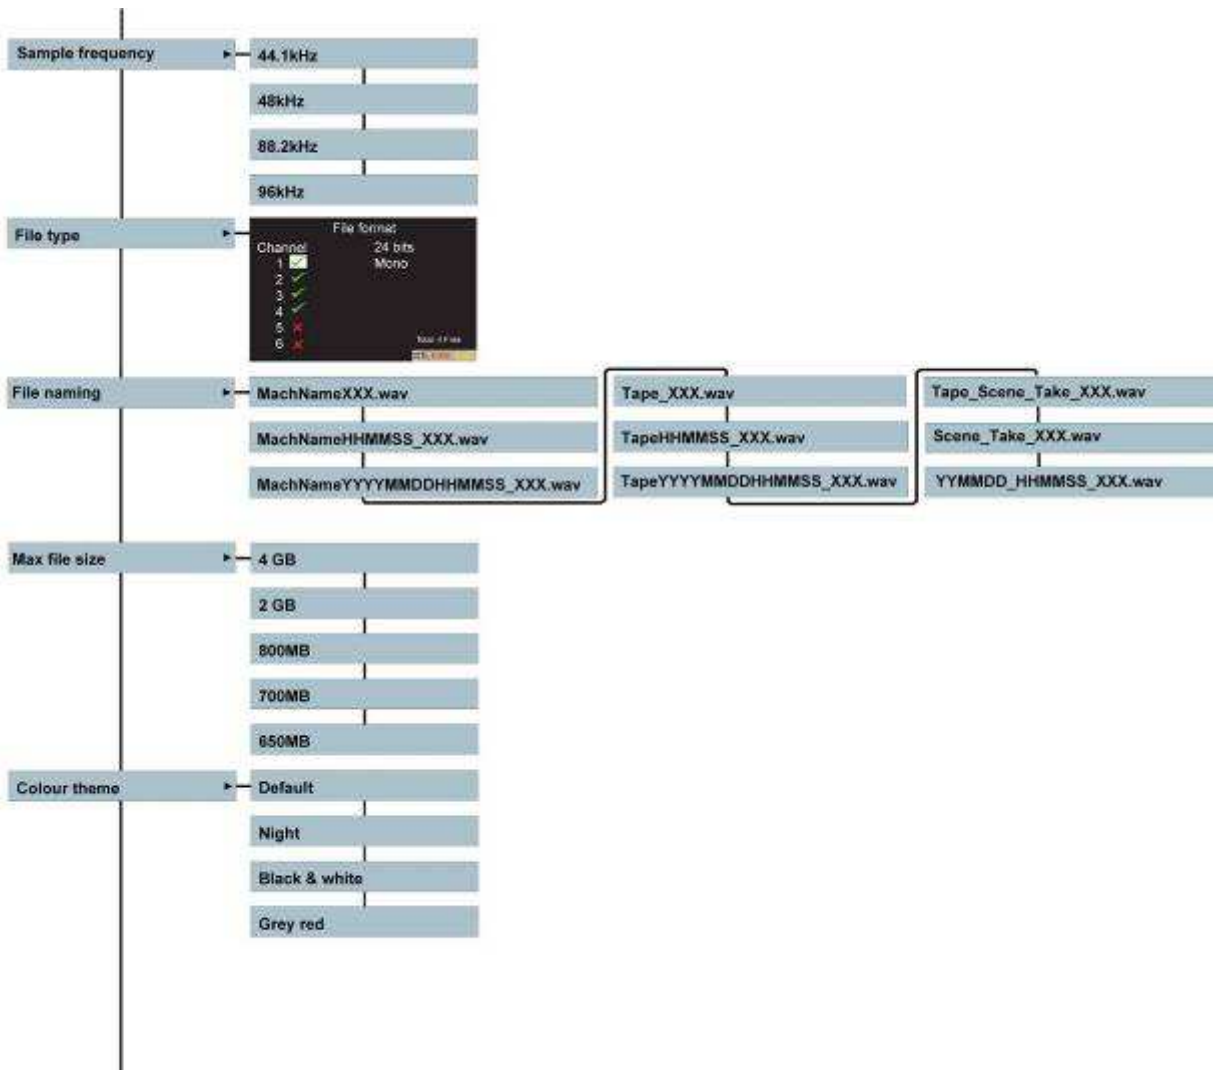 Sample frequency
44.1kHz
48kHz
88.2kHz
96kHz
File type
File format
Channel
24 bits
1
Mono
2
3
4
5
6
File naming
MachNameXXX.wav
MachNameHHMMSS_XXX.wav
MachNameYYYYMMDDHHMMSS_XXX.wav
Tape_XXX.wav
TapeHHMMSS_XXX.wav
TapeYYYYMMDDHHMMSS_XXX.wav
Tape_Scene_Take_XXX.wav
Scene_Take_XXX.wav
YYMMDD_HHMMSS_XXX.wav
Max file size
4 GB
2 GB
800MB
700MB
650MB
Colour theme
Default
Night
Black & white
Grey red